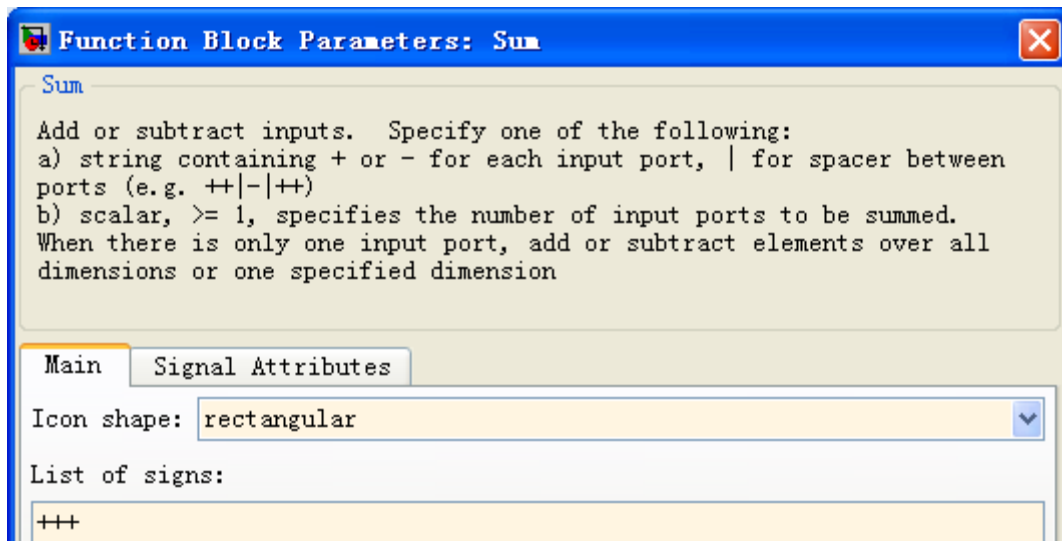 Function Block Parameters: Sum
Sum
Add or subtract inputs.  Specify one of the following:
a) string containing + or - for each input port, | for spacer between
ports (e.g. ++|-|++)
b) scalar, >= 1, specifies the number of input ports to be summed.
When there is only one input port, add or subtract elements over all
dimensions or one specified dimension
Main
Signal Attributes
Icon shape: rectangular
List of signs:
+++